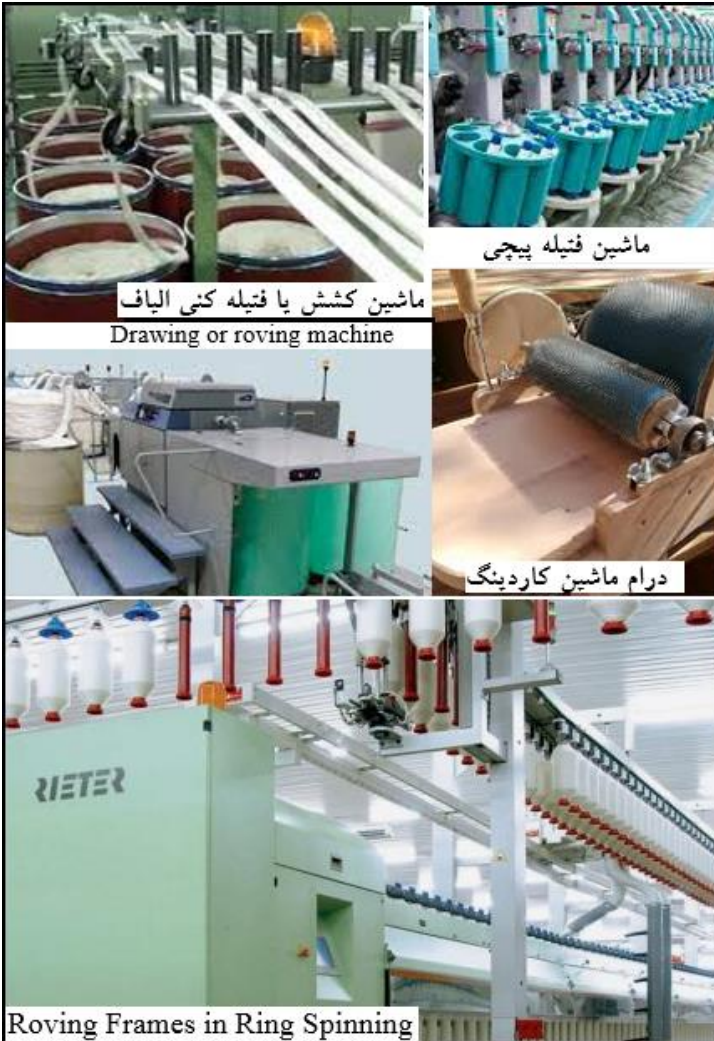 ماشین فتیله پیچی
ماشین کشش یا فتیله کنی الیاف
Drawing or roving machine
درام ماشین کاردینگ
RIETER
Roving Frames in Ring Spinning